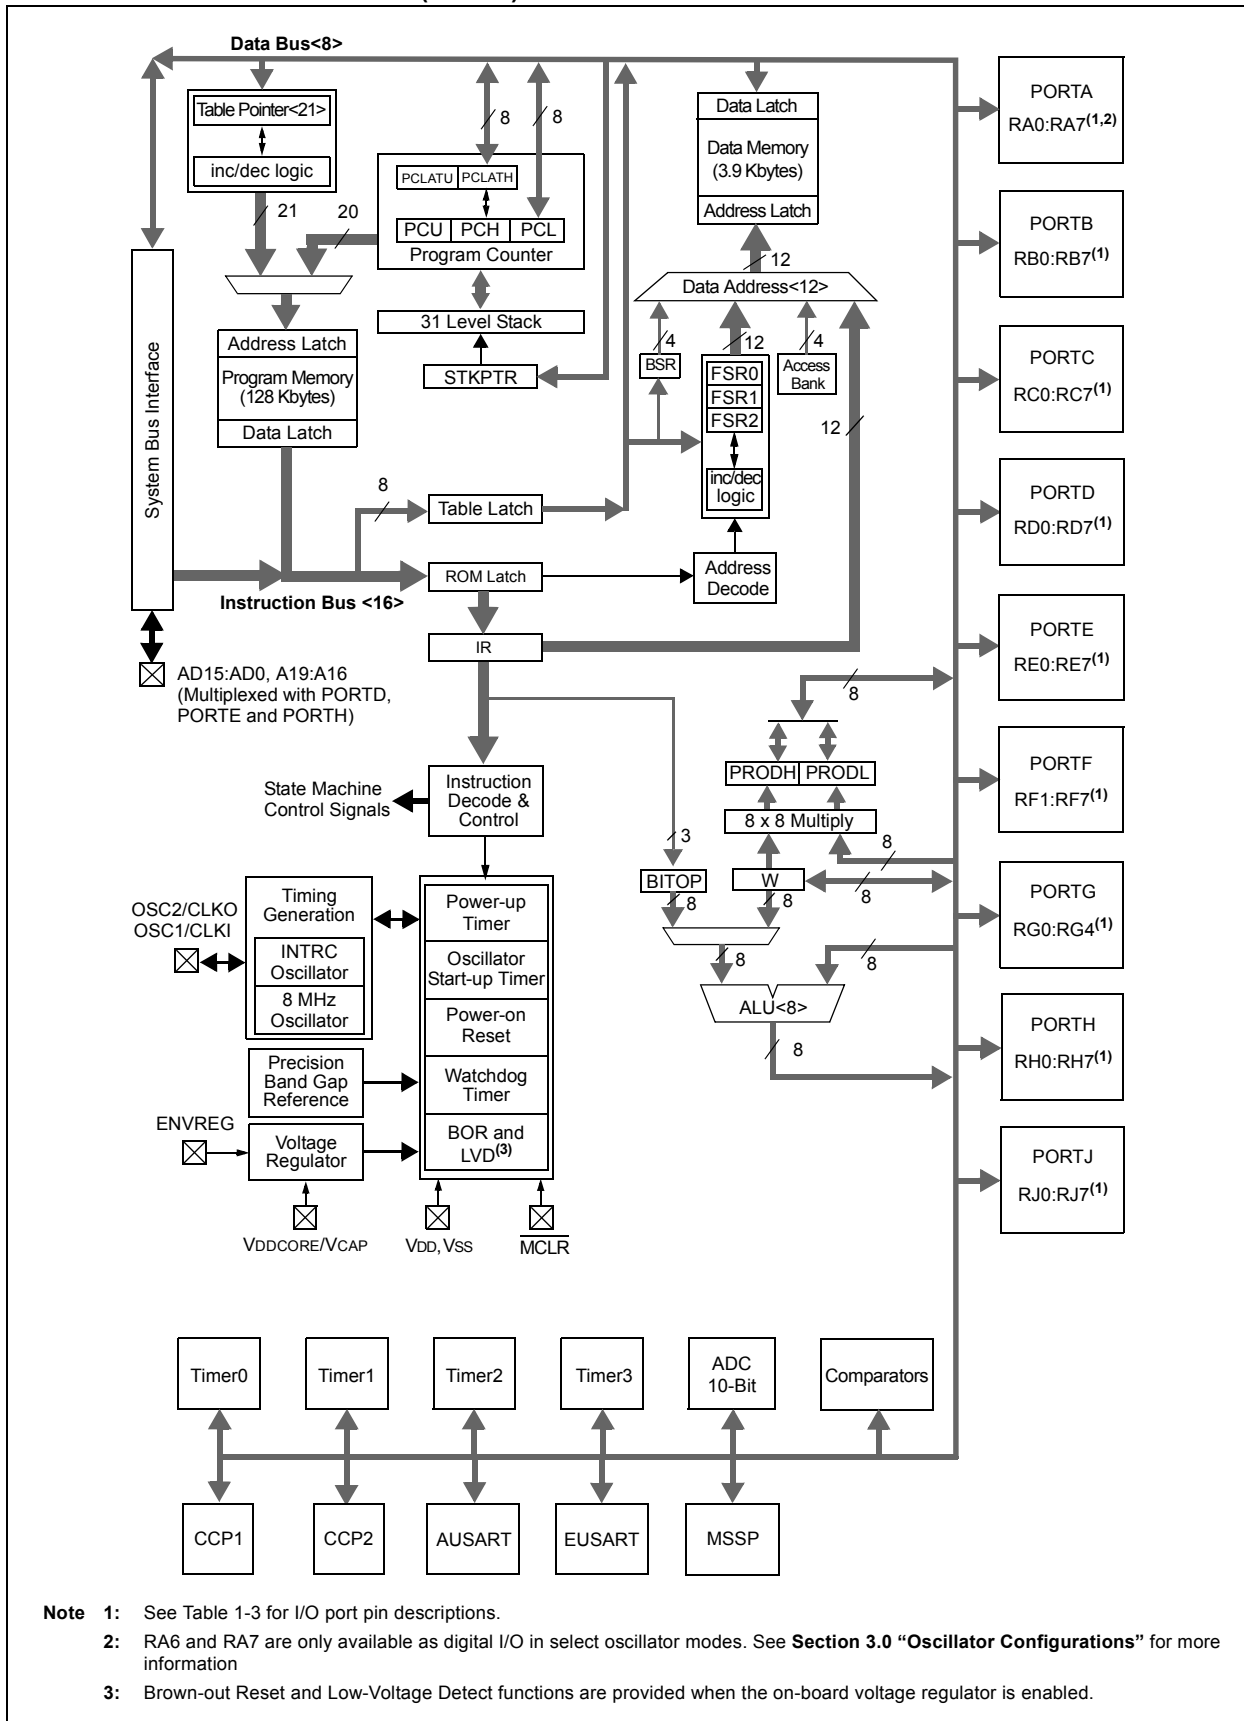 Data Bus<8>
Table Pointer<21>
inc/dec logic
21
20
8
8
PCLATU PCLATH
PCU PCH PCL
Program Counter
31 Level Stack
STKPTR
Data Latch
Data Memory
(3.9 Kbytes)
Address Latch
12
Data Address<12>
4
12
4
BSR
FSR0
FSR1
FSR2
inc/dec
logic
Access
Bank
12
System Bus Interface
Address Latch
Program Memory
(128 Kbytes)
Data Latch
8
Table Latch
ROM Latch
Address
Decode
Instruction Bus <16>
IR
AD15:AD0, A19:A16
(Multiplexed with PORTD,
PORTE and PORTH)
8
PRODH PRODL
8 x 8 Multiply
State Machine
Control Signals
Instruction
Decode &
Control
3
8
BITOP
W
8
8
8
8
8
ALU<8>
8
OSC2/CLKO
OSC1/CLKI
Timing
Generation
INTRC
Oscillator
8 MHz
Oscillator
Power-up
Timer
Oscillator
Start-up Timer
Power-on
Reset
Watchdog
Timer
BOR and
LVD(3)
Precision
Band Gap
Reference
ENVREG
Voltage
Regulator
VDDCORE/VCAP
VDD, VSS
MCLR
PORTA
RA0:RA7(1,2)
PORTB
RB0:RB7(1)
PORTC
RC0:RC7(1)
PORTD
RD0:RD7(1)
PORTE
RE0:RE7(1)
PORTF
RF1:RF7(1)
PORTG
RG0:RG4(1)
PORTH
RH0:RH7(1)
PORTJ
RJ0:RJ7(1)
Timer0
Timer1
Timer2
Timer3
ADC
10-Bit
Comparators
CCP1
CCP2
AUSART
EUSART
MSSP
Note 1: See Table 1-3 for I/O port pin descriptions.
2: RA6 and RA7 are only available as digital I/O in select oscillator modes. See Section 3.0 “Oscillator Configurations” for more
information
3: Brown-out Reset and Low-Voltage Detect functions are provided when the on-board voltage regulator is enabled.